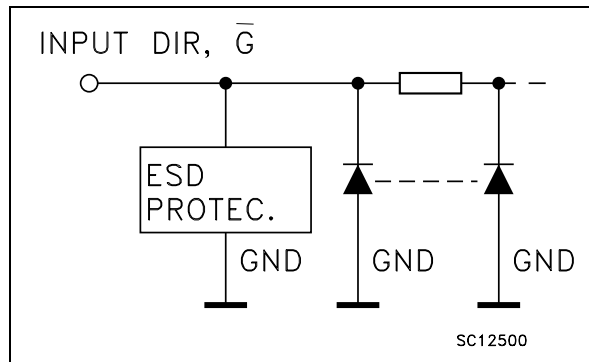 INPUT DIR, G̅
ESD
PROTEC.
GND
GND
GND
SC12500